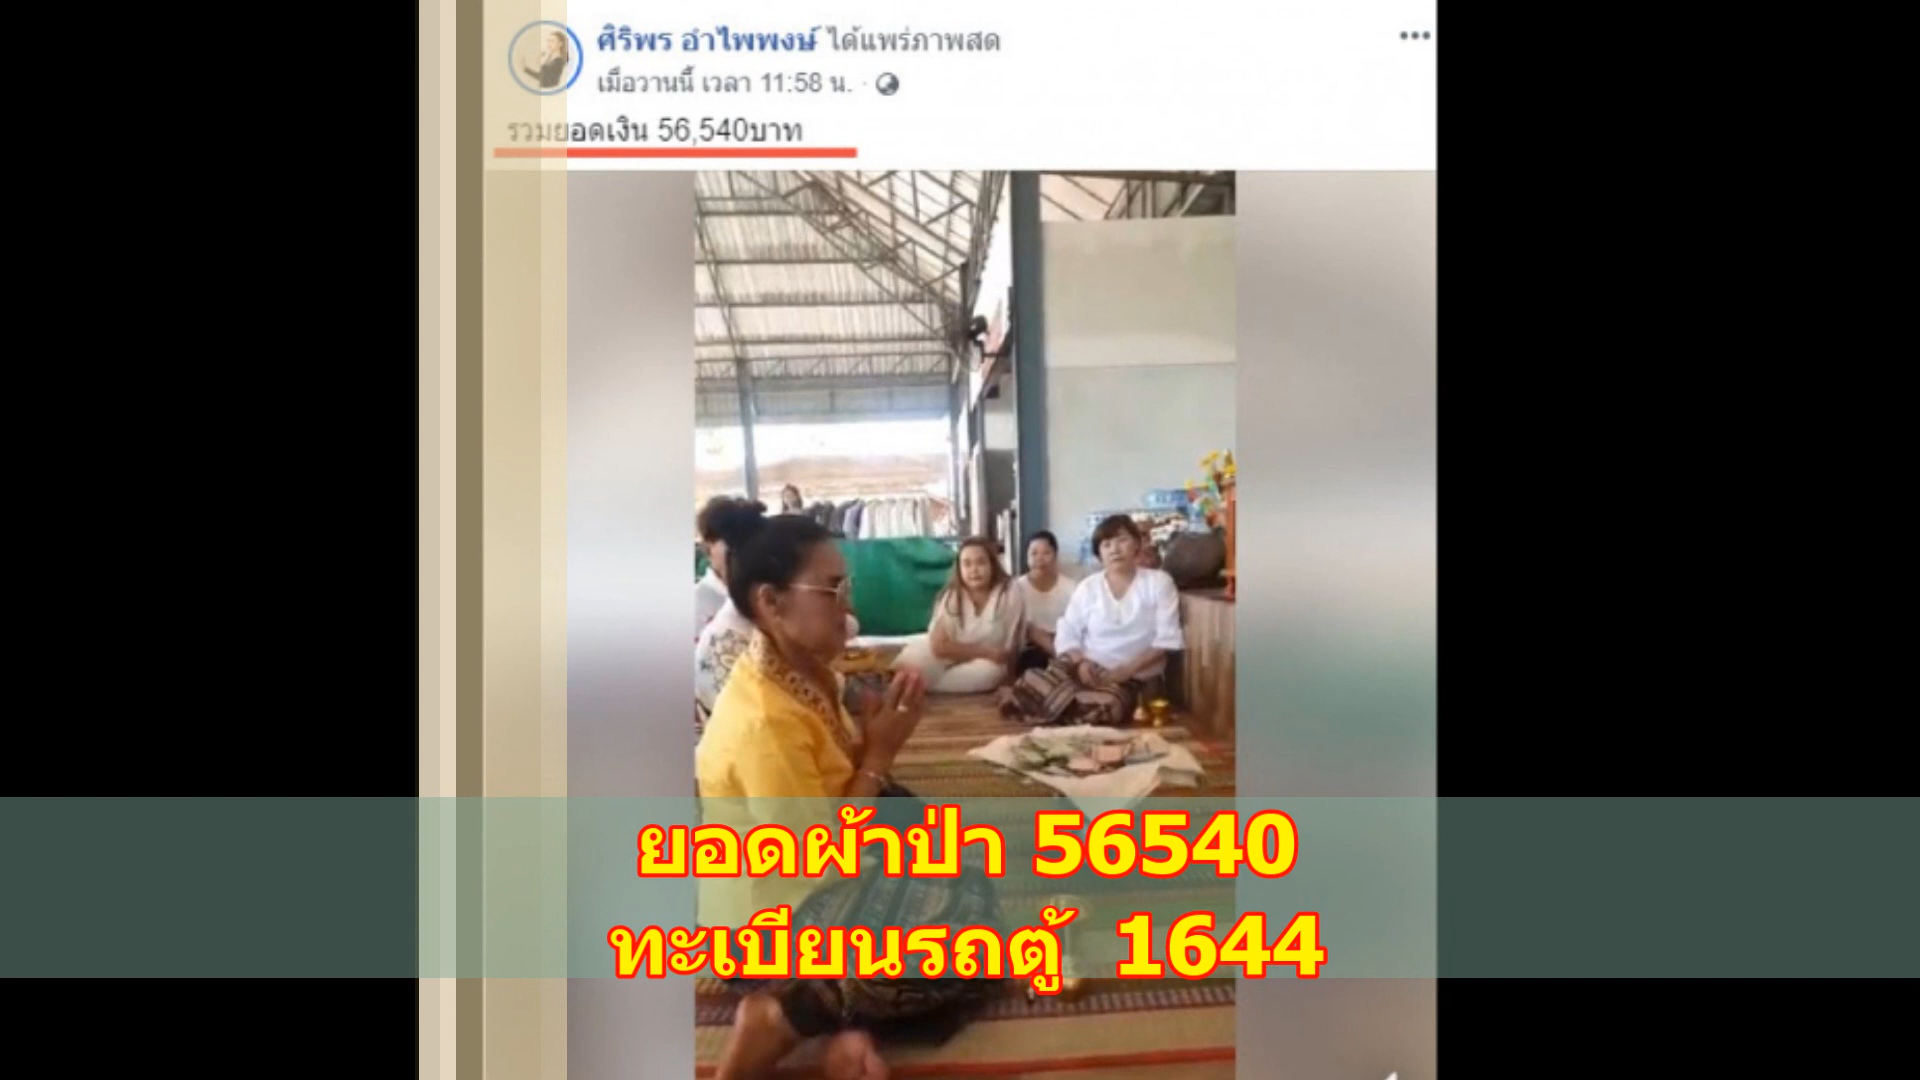 ศิริพร อำไพพงษ์ ได้แพร่ภาพสด
เมื่อวานนี้ เวลา 11:58 น. ·
รวมยอดเงิน 56,540บาท
ยอดผ้าป่า 56540
ทะเบียนรถตู้ 1644